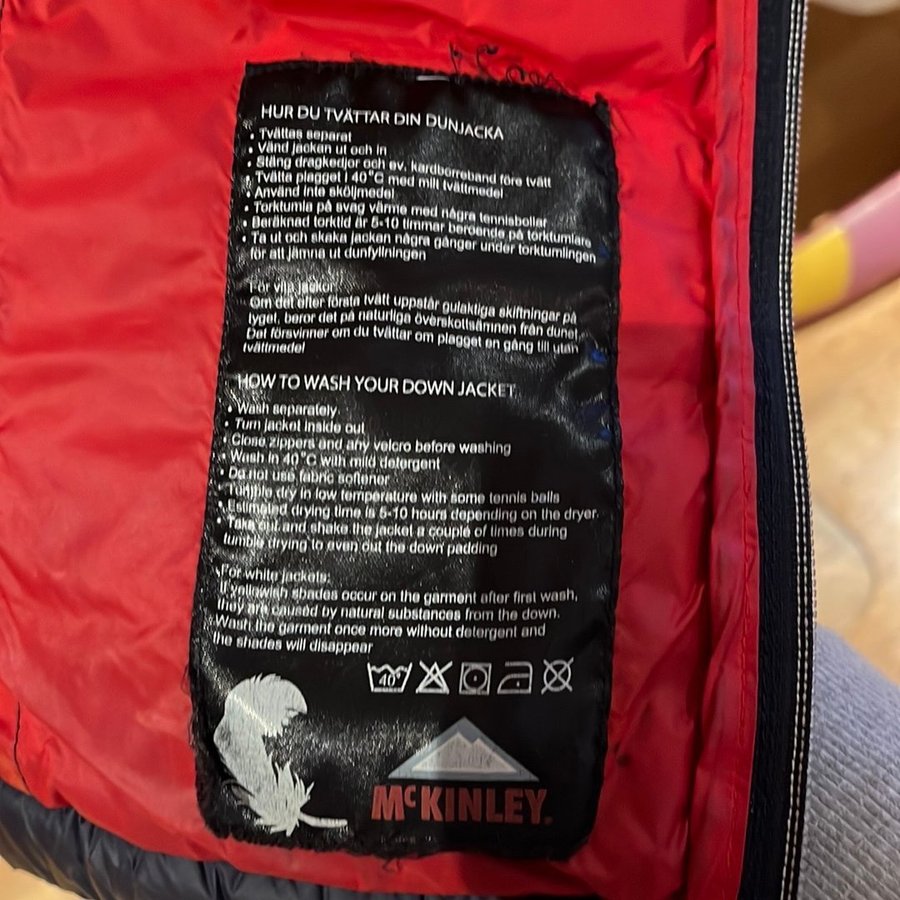 HUR DU TVÄTTAR DIN DUNJACKA
• Tvättas separat
• Vänd jackan ut och in
• Stäng dragkedjor och ev. kardborreband före tvätt
• Tvätta plagget i 40°C med milt tvättmedel
• Använd inte sköljmedel
• Torktumla på svag värme med några tennisbollar
• Beräknad torktid är 5-10 timmar beroende på torktumlare
• Ta ut och skaka jackan några gånger under torktumlingen
för att jämna ut dunfyllningen
För vita jackor:
Om det efter första tvätt uppstår gulaktiga skiftningar på
tyget, beror det på naturliga överskottsämnen från dunet.
Det försvinner om du tvättar om plagget en gång till utan
tvättmedel
HOW TO WASH YOUR DOWN JACKET
• Wash separately.
• Turn jacket inside out
• Close zippers and any velcro before washing
• Wash in 40°C with mild detergent
• Do not use fabric softener
• Tumble dry in low temperature with some tennis balls
• Estimated drying time is 5-10 hours depending on the dryer.
• Take out and shake the jacket a couple of times during
tumble drying to even out the down padding
For white jackets:
If yellowish shades occur on the garment after first wash,
they are caused by natural substances from the down.
Wash the garment once more without detergent and
the shades will disappear
40°
McKINLEY